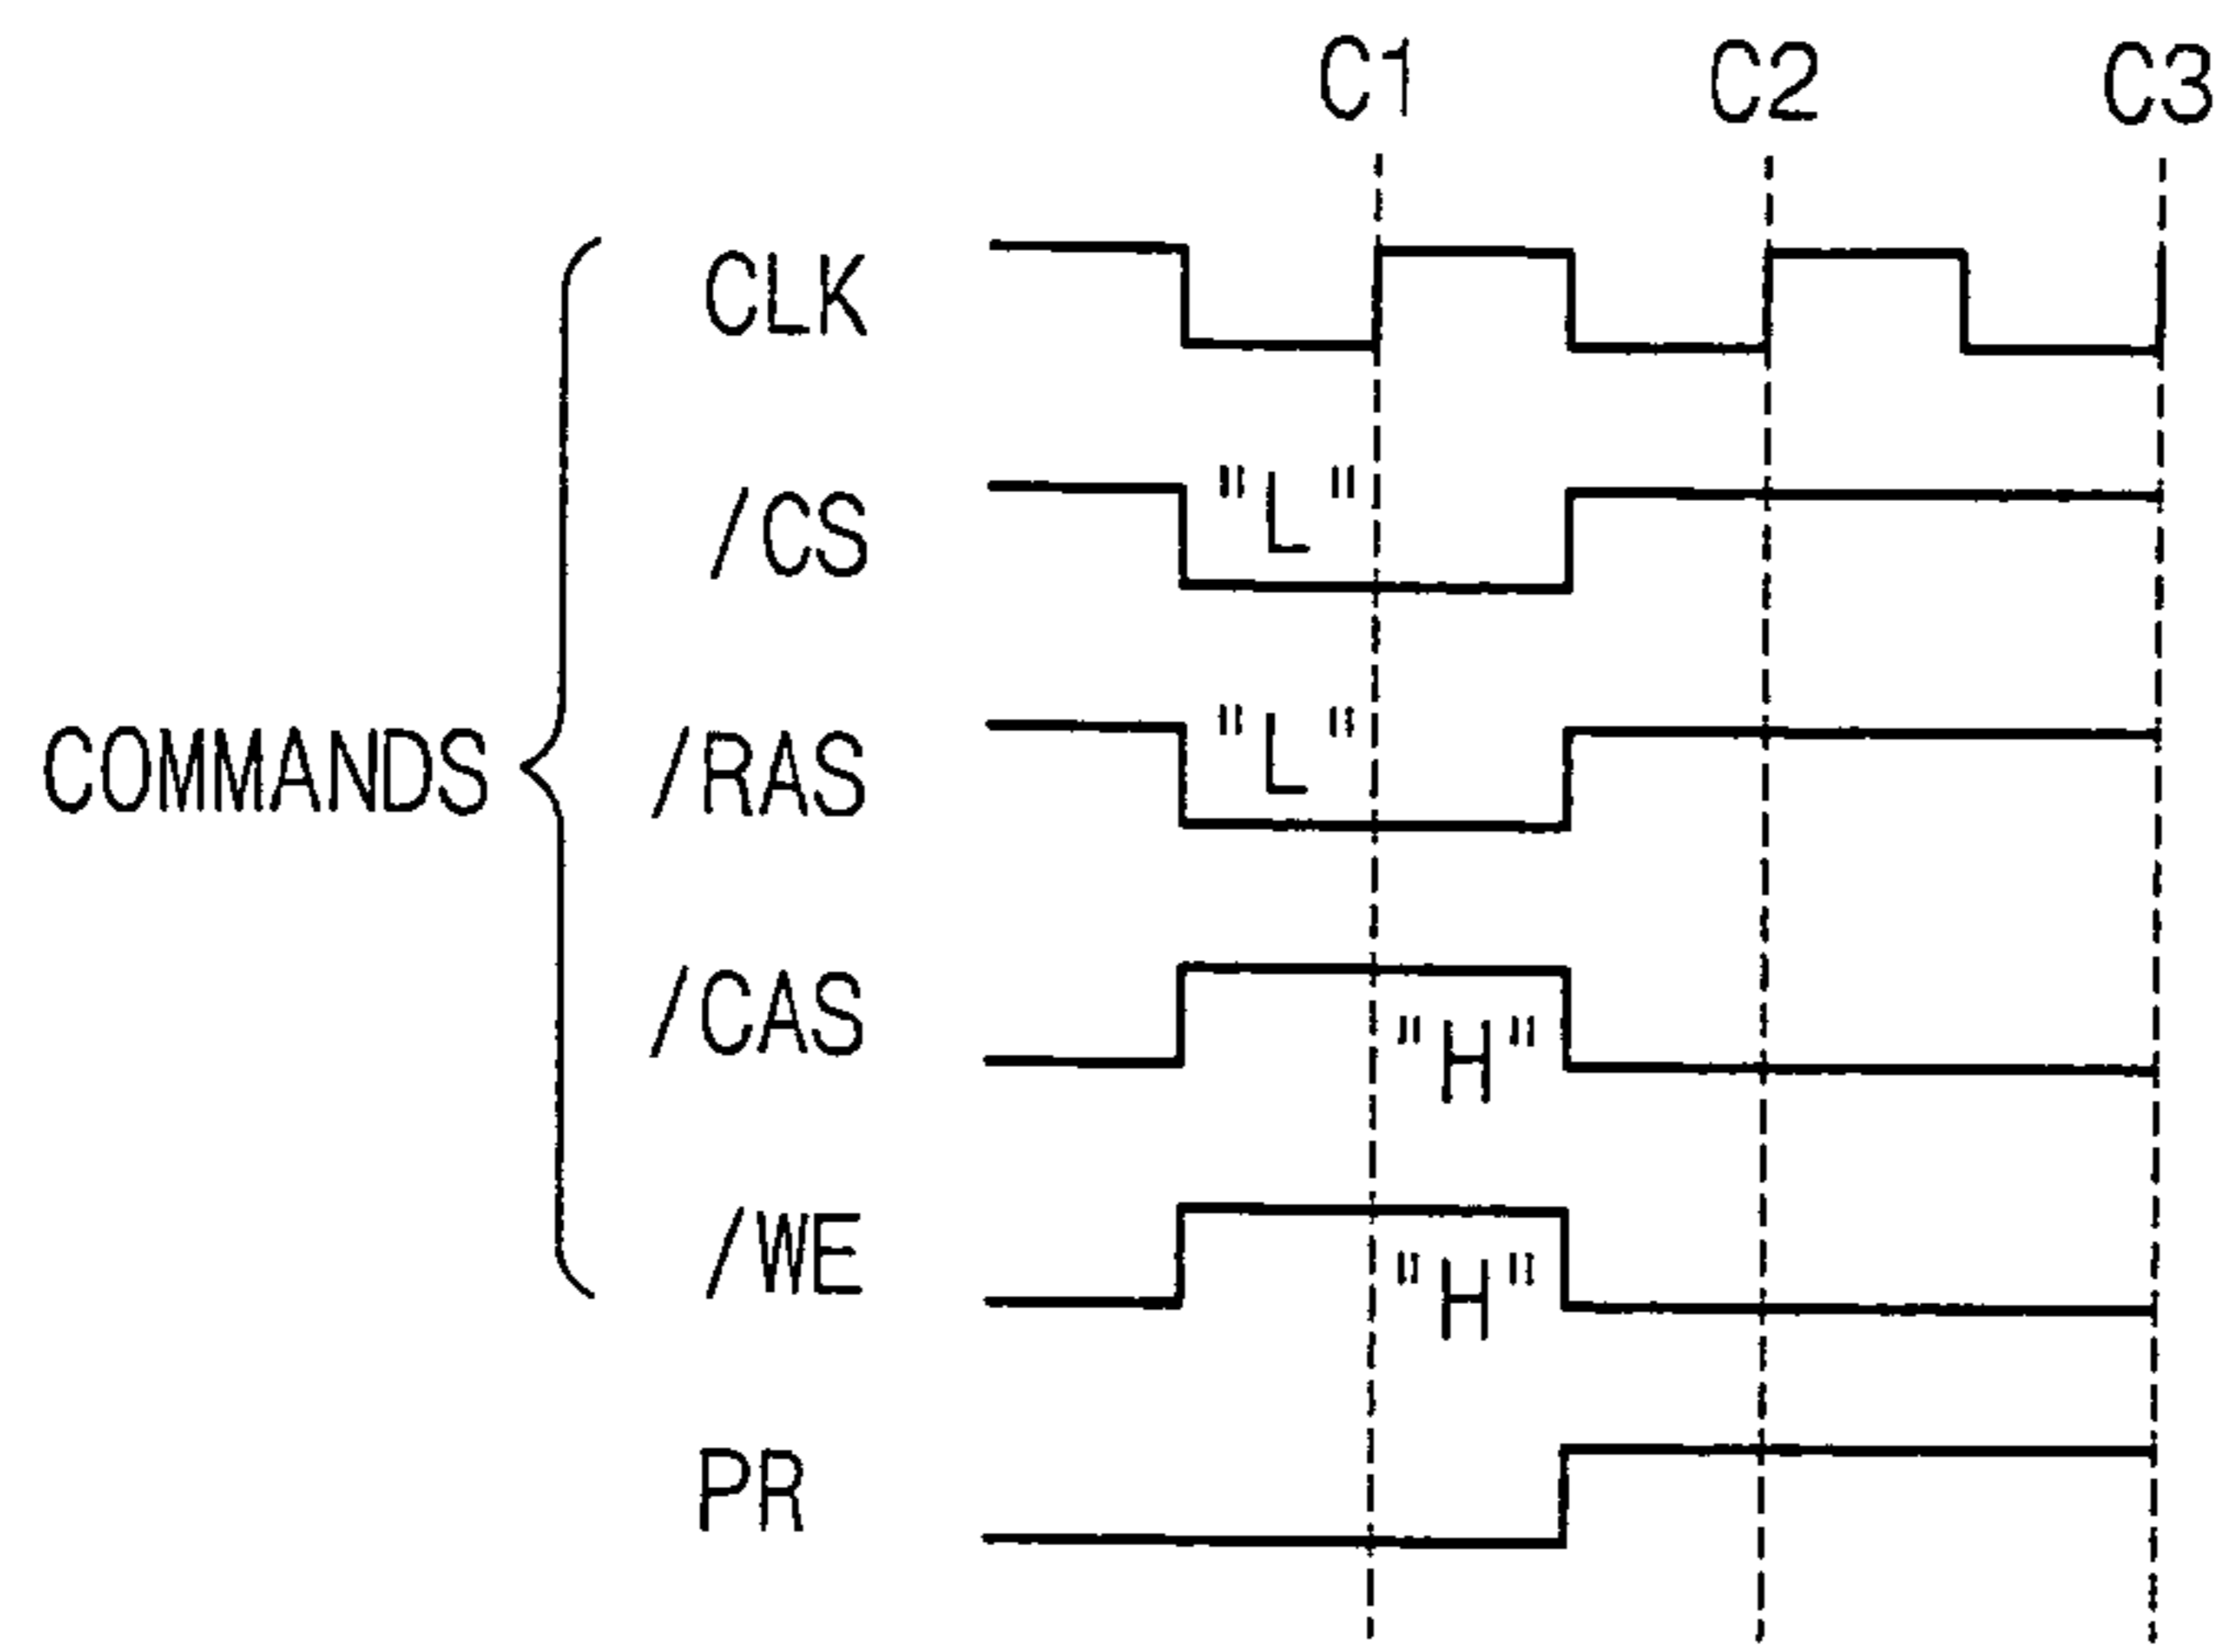 C1 C2 C3
CLK
/CS "L"
/RAS "L"
COMMANDS
/CAS "H"
/WE "H"
PR